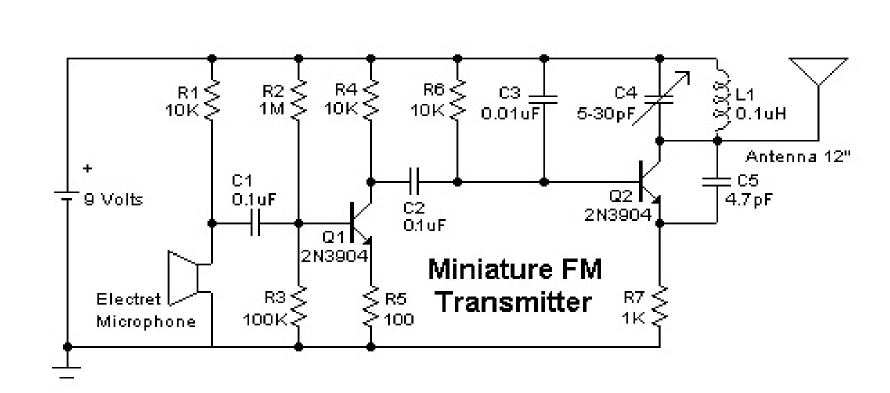 R1
10K
R2
1M
R4
10K
R6
10K
C3
0.01uF
C4
5-30pF
L1
0.1uH
Antenna 12"
+
9 Volts
C1
0.1uF
C2
0.1uF
Q1
2N3904
Q2
2N3904
C5
4.7pF
Miniature FM
Transmitter
Electret
Microphone
R3
100K
R5
100
R7
1K